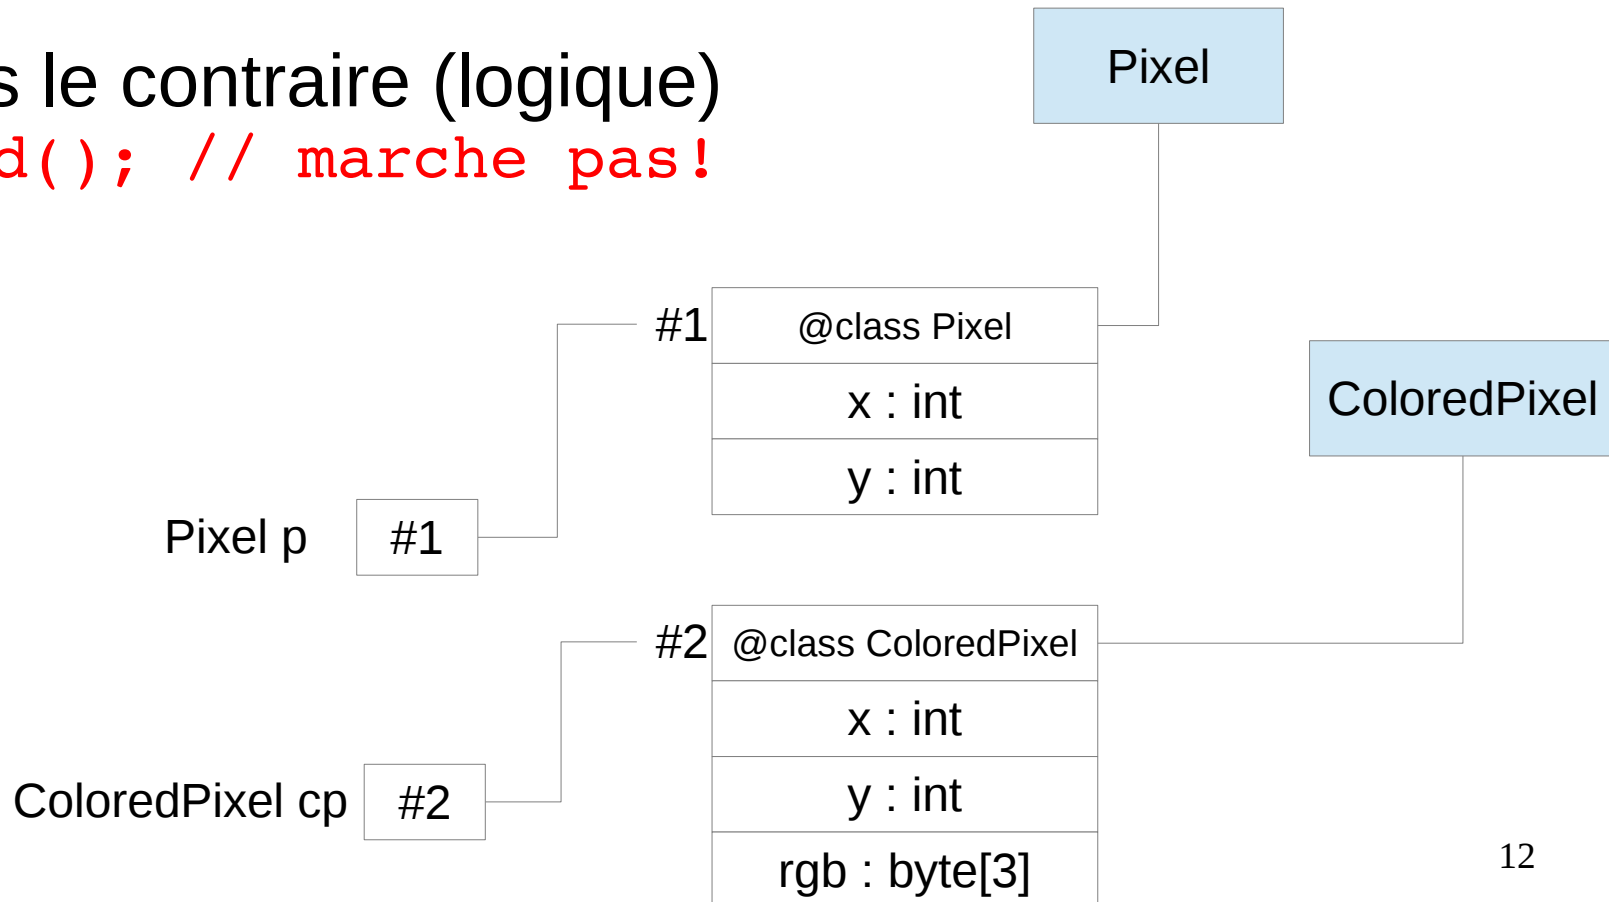 s le contraire (logique)
d(); // marche pas!
Pixel
#1
@class Pixel
x : int
y : int
ColoredPixel
Pixel p
#1
#2
@class ColoredPixel
x : int
y : int
rgb : byte[3]
ColoredPixel cp
#2
12